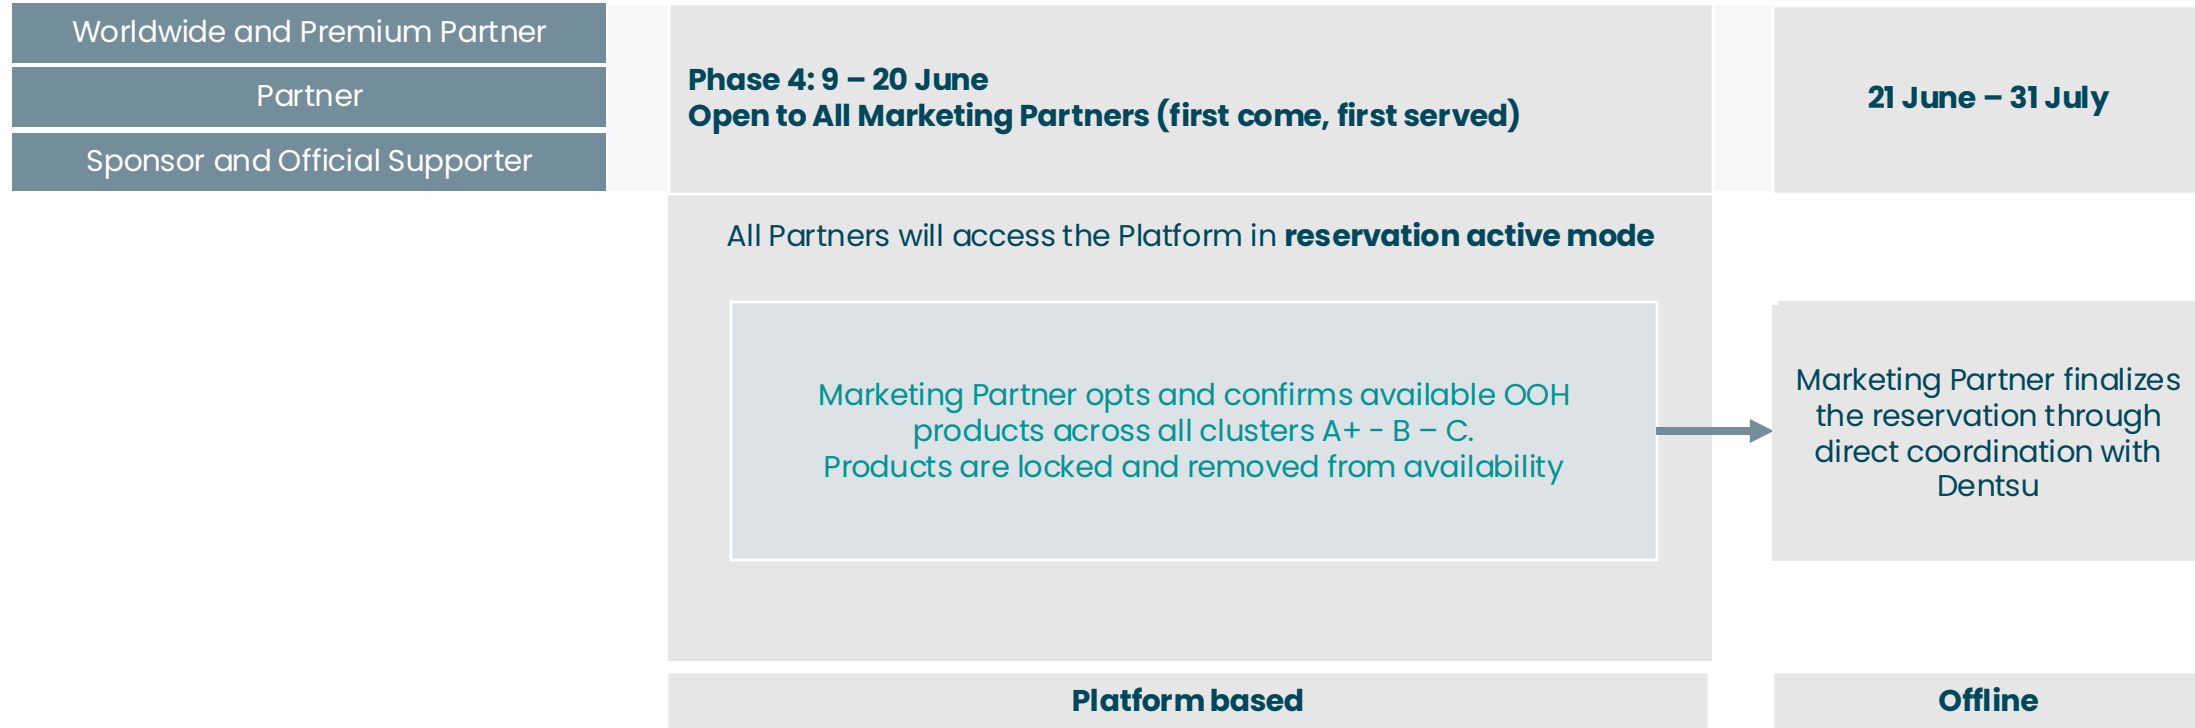 Worldwide and Premium Partner
Partner
Sponsor and Official Supporter
Phase 4: 9 – 20 June
Open to All Marketing Partners (first come, first served)
21 June – 31 July
All Partners will access the Platform in reservation active mode
Marketing Partner opts and confirms available OOH
products across all clusters A+ - B – C.
Products are locked and removed from availability
Marketing Partner finalizes
the reservation through
direct coordination with
Dentsu
Platform based
Offline